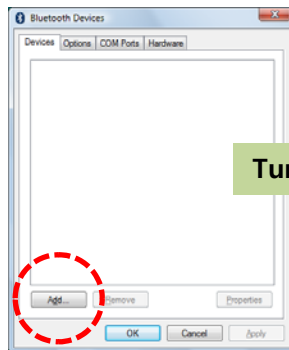 Bluetooth Devices
Devices Options COM Ports Hardware
Tur
Add... Remove Properties
OK Cancel Apply